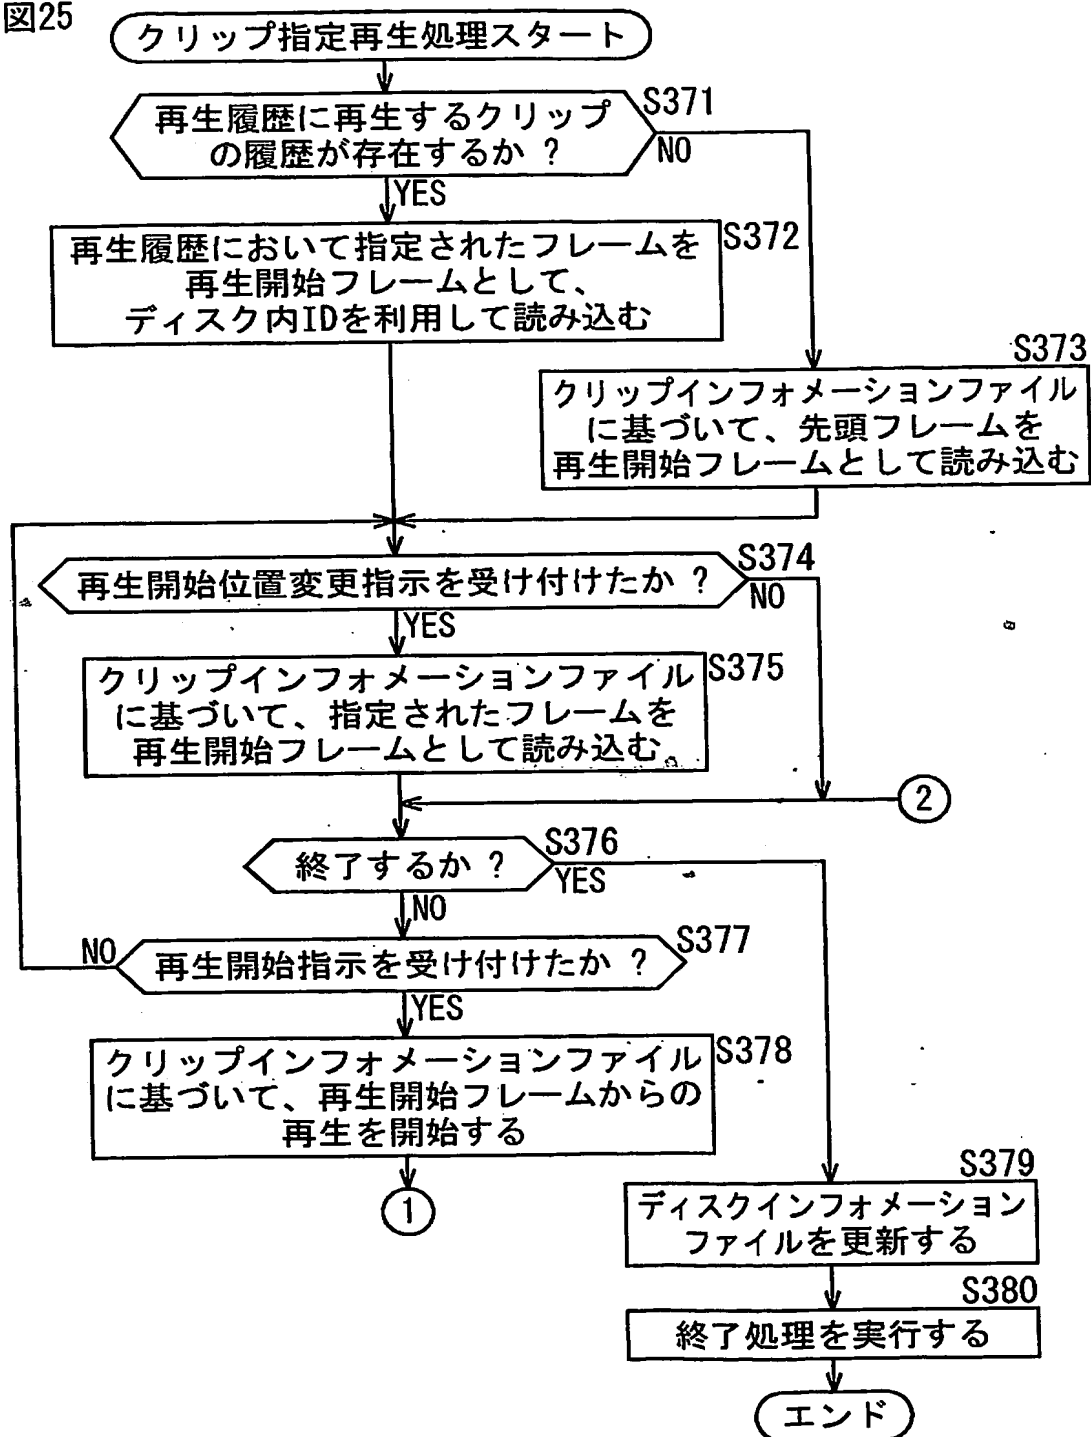 図25
クリップ指定再生処理スタート
S371
再生履歴に再生するクリップ
の履歴が存在するか ?
NO
YES
S372
再生履歴において指定されたフレームを
再生開始フレームとして、
ディスク内IDを利用して読み込む
S373
クリップインフォメーションファイル
に基づいて、先頭フレームを
再生開始フレームとして読み込む
S374
再生開始位置変更指示を受け付けたか ?
NO
YES
S375
クリップインフォメーションファイル
に基づいて、指定されたフレームを
再生開始フレームとして読み込む
2
S376
終了するか ?
YES
NO
S377
NO
再生開始指示を受け付けたか ?
YES
S378
クリップインフォメーションファイル
に基づいて、再生開始フレームからの
再生を開始する
1
S379
ディスクインフォメーション
ファイルを更新する
S380
終了処理を実行する
エンド